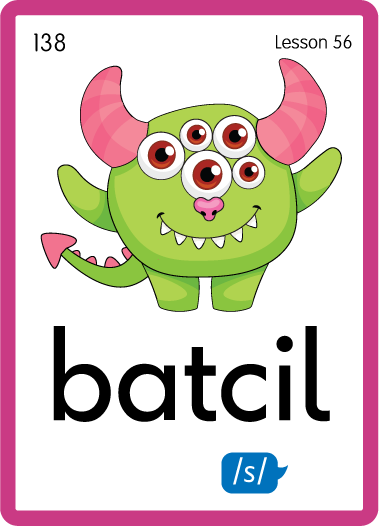 138 Lesson 56
batcil
/s/